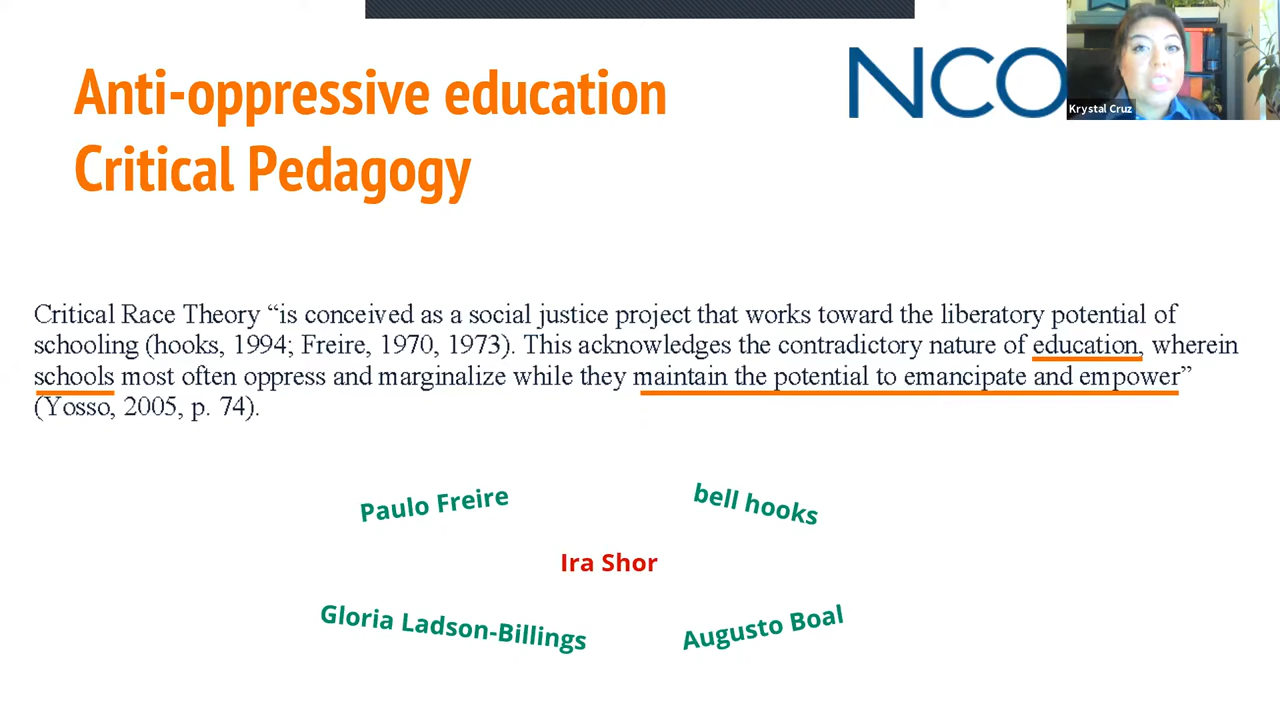 Anti-oppressive education
Critical Pedagogy
NCO
Krystal Cruz
Critical Race Theory “is conceived as a social justice project that works toward the liberatory potential of
schooling (hooks, 1994; Freire, 1970, 1973). This acknowledges the contradictory nature of education, wherein
schools most often oppress and marginalize while they maintain the potential to emancipate and empower”
(Yosso, 2005, p. 74).
Paulo Freire
bell hooks
Ira Shor
Gloria Ladson-Billings
Augusto Boal